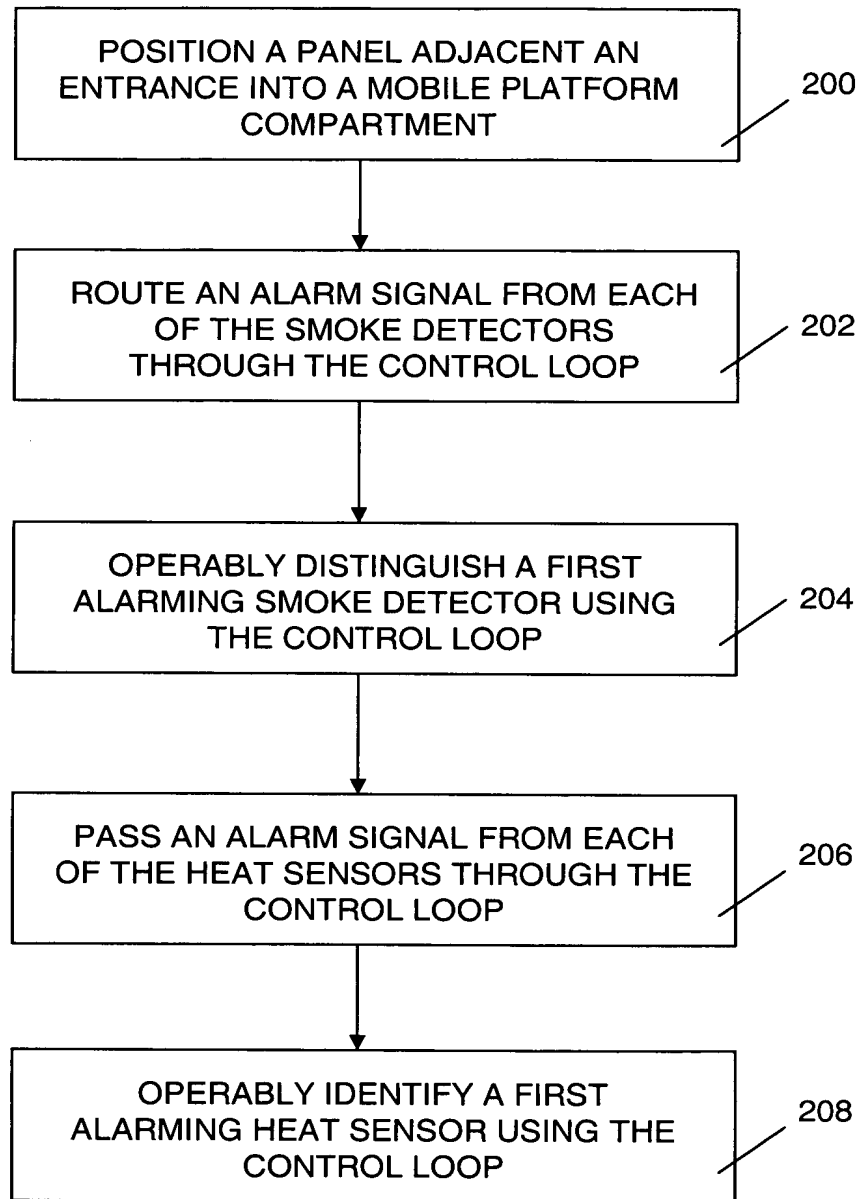 POSITION A PANEL ADJACENT AN
ENTRANCE INTO A MOBILE PLATFORM
COMPARTMENT
200
ROUTE AN ALARM SIGNAL FROM EACH
OF THE SMOKE DETECTORS
THROUGH THE CONTROL LOOP
202
OPERABLY DISTINGUISH A FIRST
ALARMING SMOKE DETECTOR USING
THE CONTROL LOOP
204
PASS AN ALARM SIGNAL FROM EACH
OF THE HEAT SENSORS THROUGH THE
CONTROL LOOP
206
OPERABLY IDENTIFY A FIRST
ALARMING HEAT SENSOR USING THE
CONTROL LOOP
208